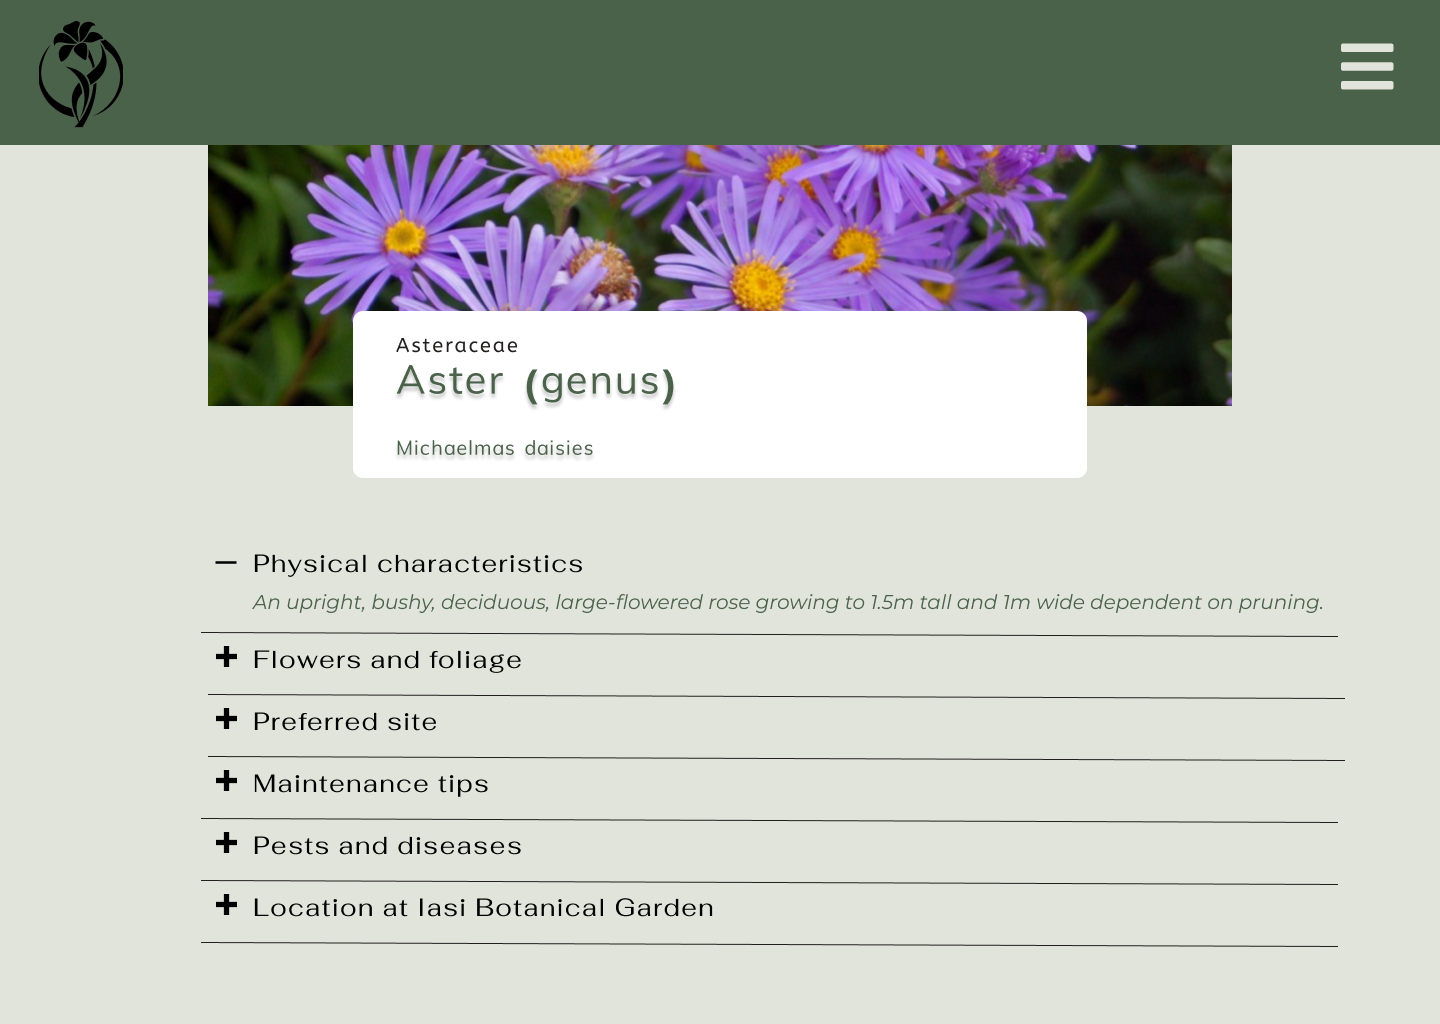 Asteraceae
Aster (genus)
Michaelmas daisies
Physical characteristics
An upright, bushy, deciduous, large-flowered rose growing to 1.5m tall and 1m wide dependent on pruning.
Flowers and foliage
Preferred site
Maintenance tips
Pests and diseases
Location at Iasi Botanical Garden